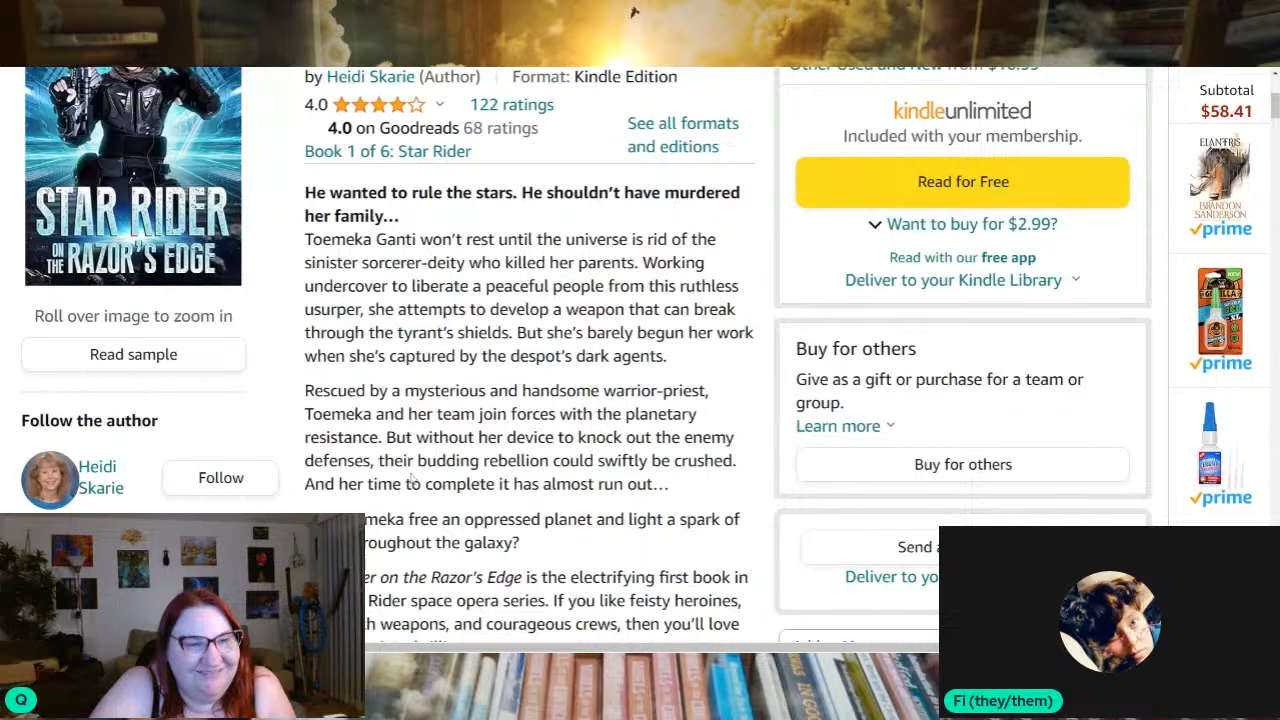 by Heidi Skarie (Author) | Format: Kindle Edition
4.0 122 ratings
4.0 on Goodreads 68 ratings
See all formats
and editions
Book 1 of 6: Star Rider
He wanted to rule the stars. He shouldn't have murdered
her family…
Toemeka Ganti won't rest until the universe is rid of the
sinister sorcerer-deity who killed her parents. Working
undercover to liberate a peaceful people from this ruthless
usurper, she attempts to develop a weapon that can break
through the tyrant's shields. But she's barely begun her work
when she's captured by the despot's dark agents.
Rescued by a mysterious and handsome warrior-priest,
Toemeka and her team join forces with the planetary
resistance. But without her device to knock out the enemy
defenses, their budding rebellion could swiftly be crushed.
And her time to complete it has almost run out…
meka free an oppressed planet and light a spark of
roughout the galaxy?
er on the Razor's Edge is the electrifying first book in
Rider space opera series. If you like feisty heroines,
h weapons, and courageous crews, then you'll love
STAR RIDER
ON THE RAZOR'S EDGE
Roll over image to zoom in
Read sample
Follow the author
Heidi
Skarie
Follow
Other Used and New from $16.99
kindleunlimited
Included with your membership.
Read for Free
Want to buy for $2.99?
Read with our free app
Deliver to your Kindle Library
Buy for others
Give as a gift or purchase for a team or
group.
Learn more
Buy for others
Send a
Deliver to yo
Subtotal
$58.41
ELANTRIS
BRANDON
SANDERSON
prime
GORILLA
prime
prime
Q
Fi (they/them)